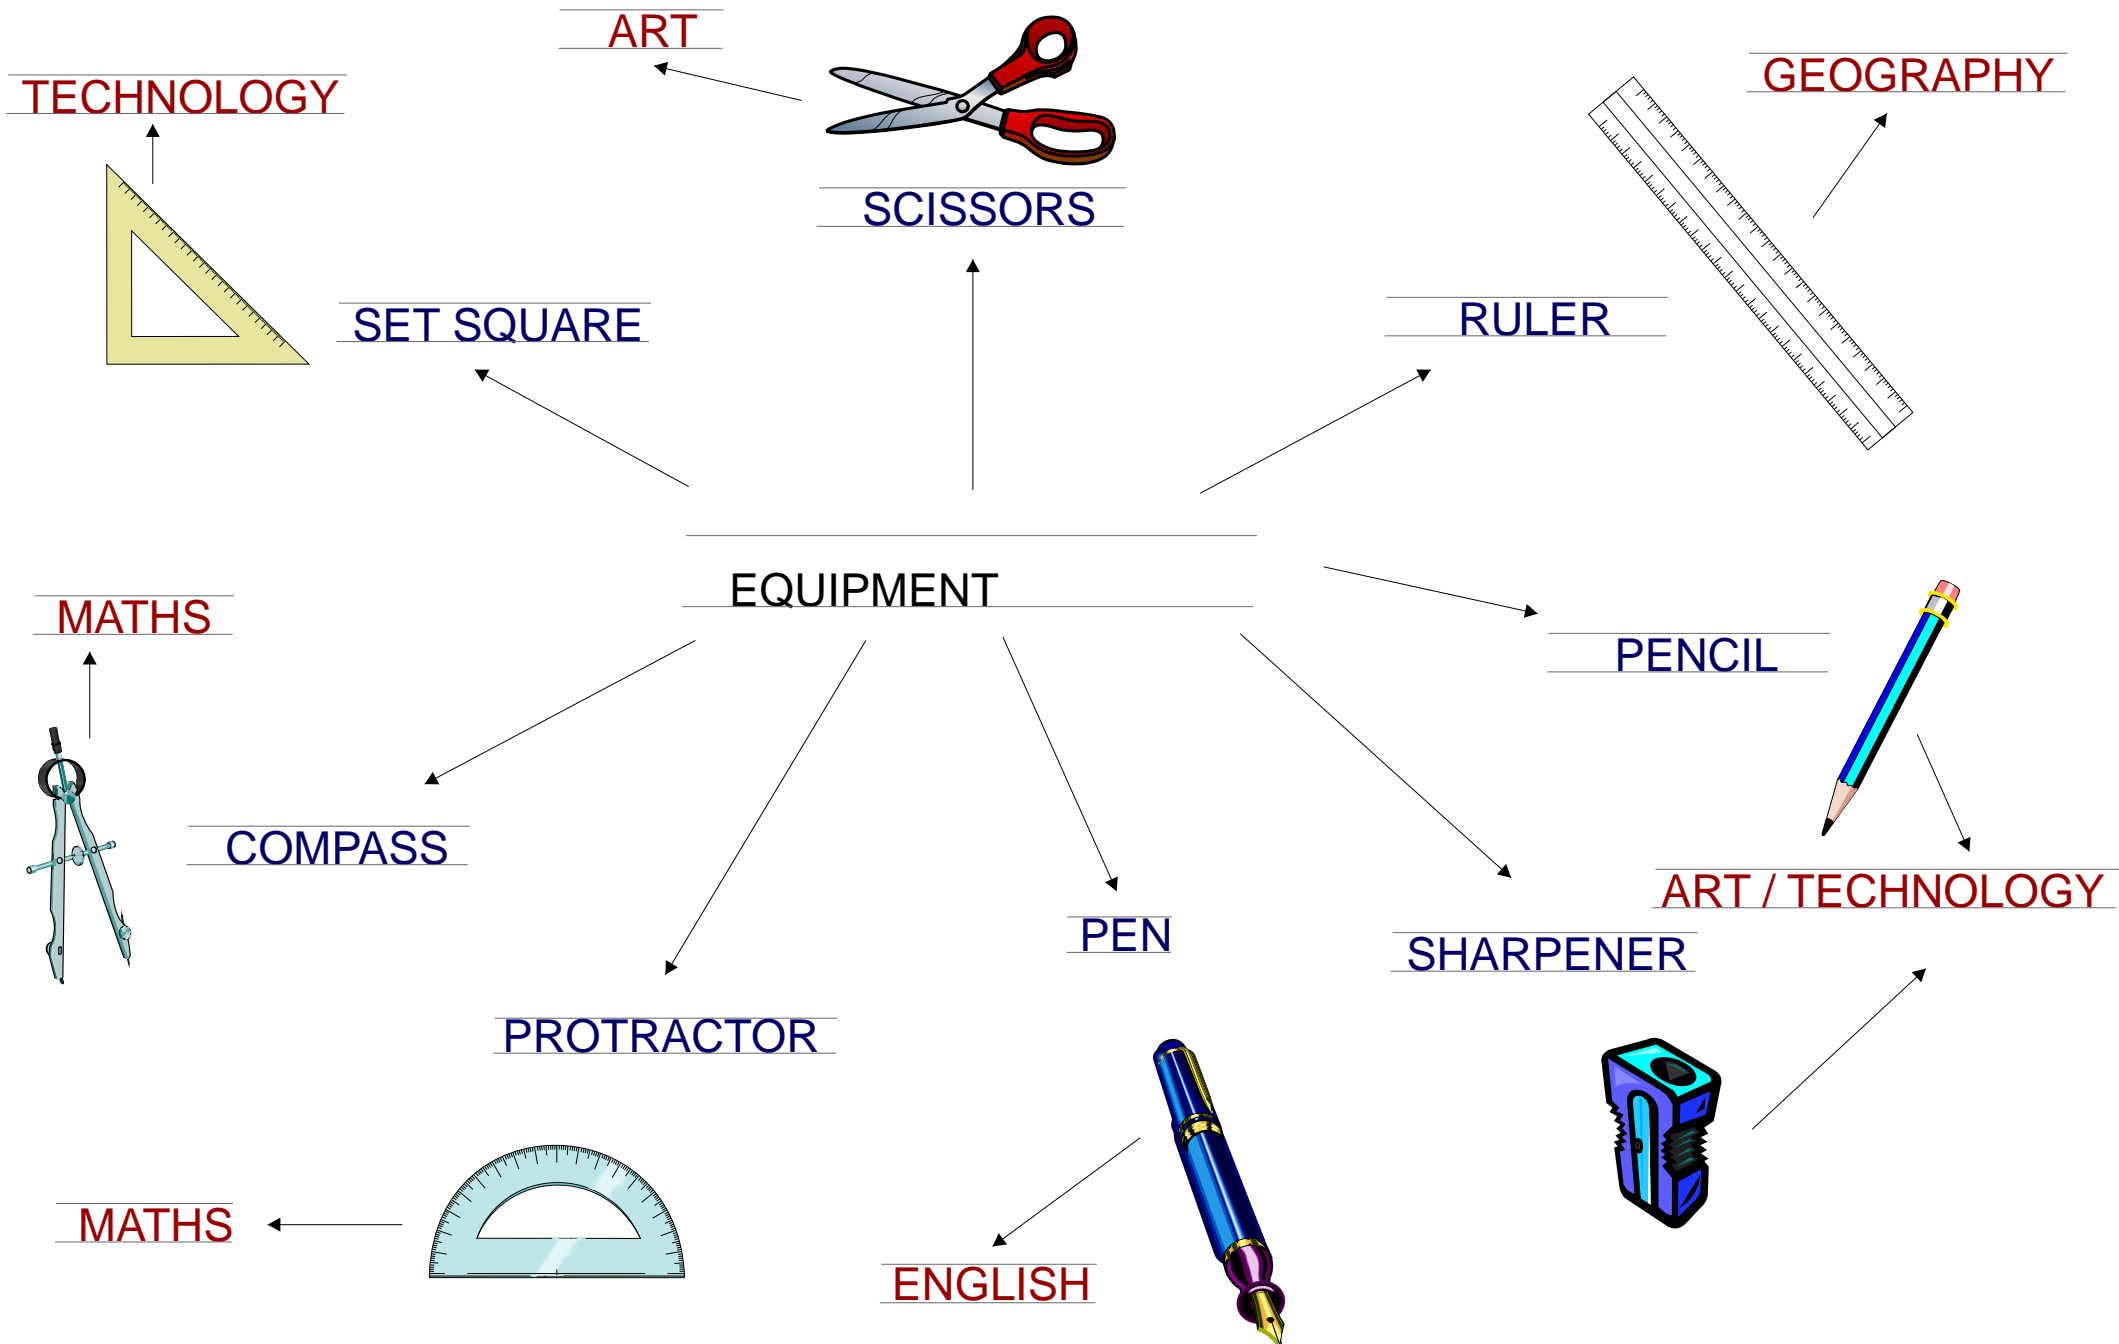 ART
GEOGRAPHY
TECHNOLOGY
SCISSORS
RULER
SET SQUARE
EQUIPMENT
MATHS
PENCIL
COMPASS
ART / TECHNOLOGY
PEN
SHARPENER
PROTRACTOR
MATHS
ENGLISH